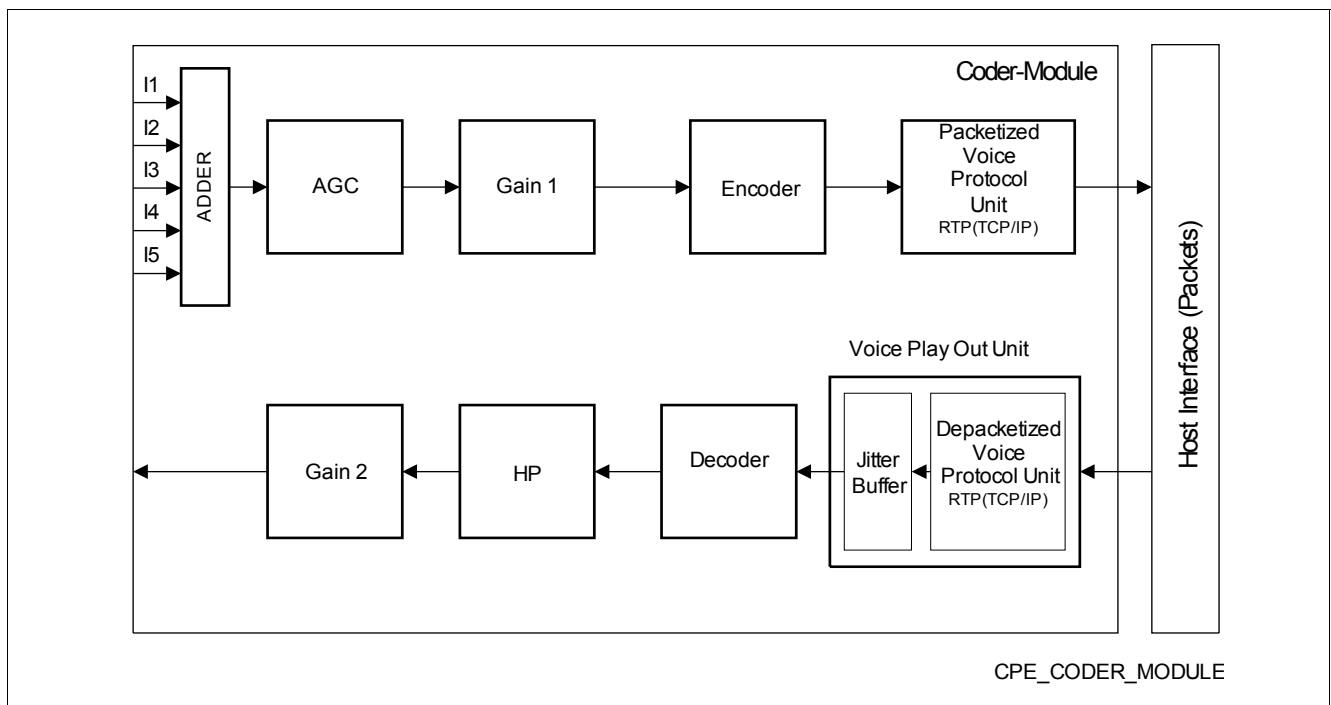 Coder-Module
I1
I2
I3
I4
I5
ADDER
AGC
Gain 1
Encoder
Packetized
Voice
Protocol
Unit
RTP(TCP/IP)
Host Interface (Packets)
Voice Play Out Unit
Gain 2
HP
Decoder
Jitter
Buffer
Depacketized
Voice
Protocol Unit
RTP(TCP/IP)
CPE_CODER_MODULE